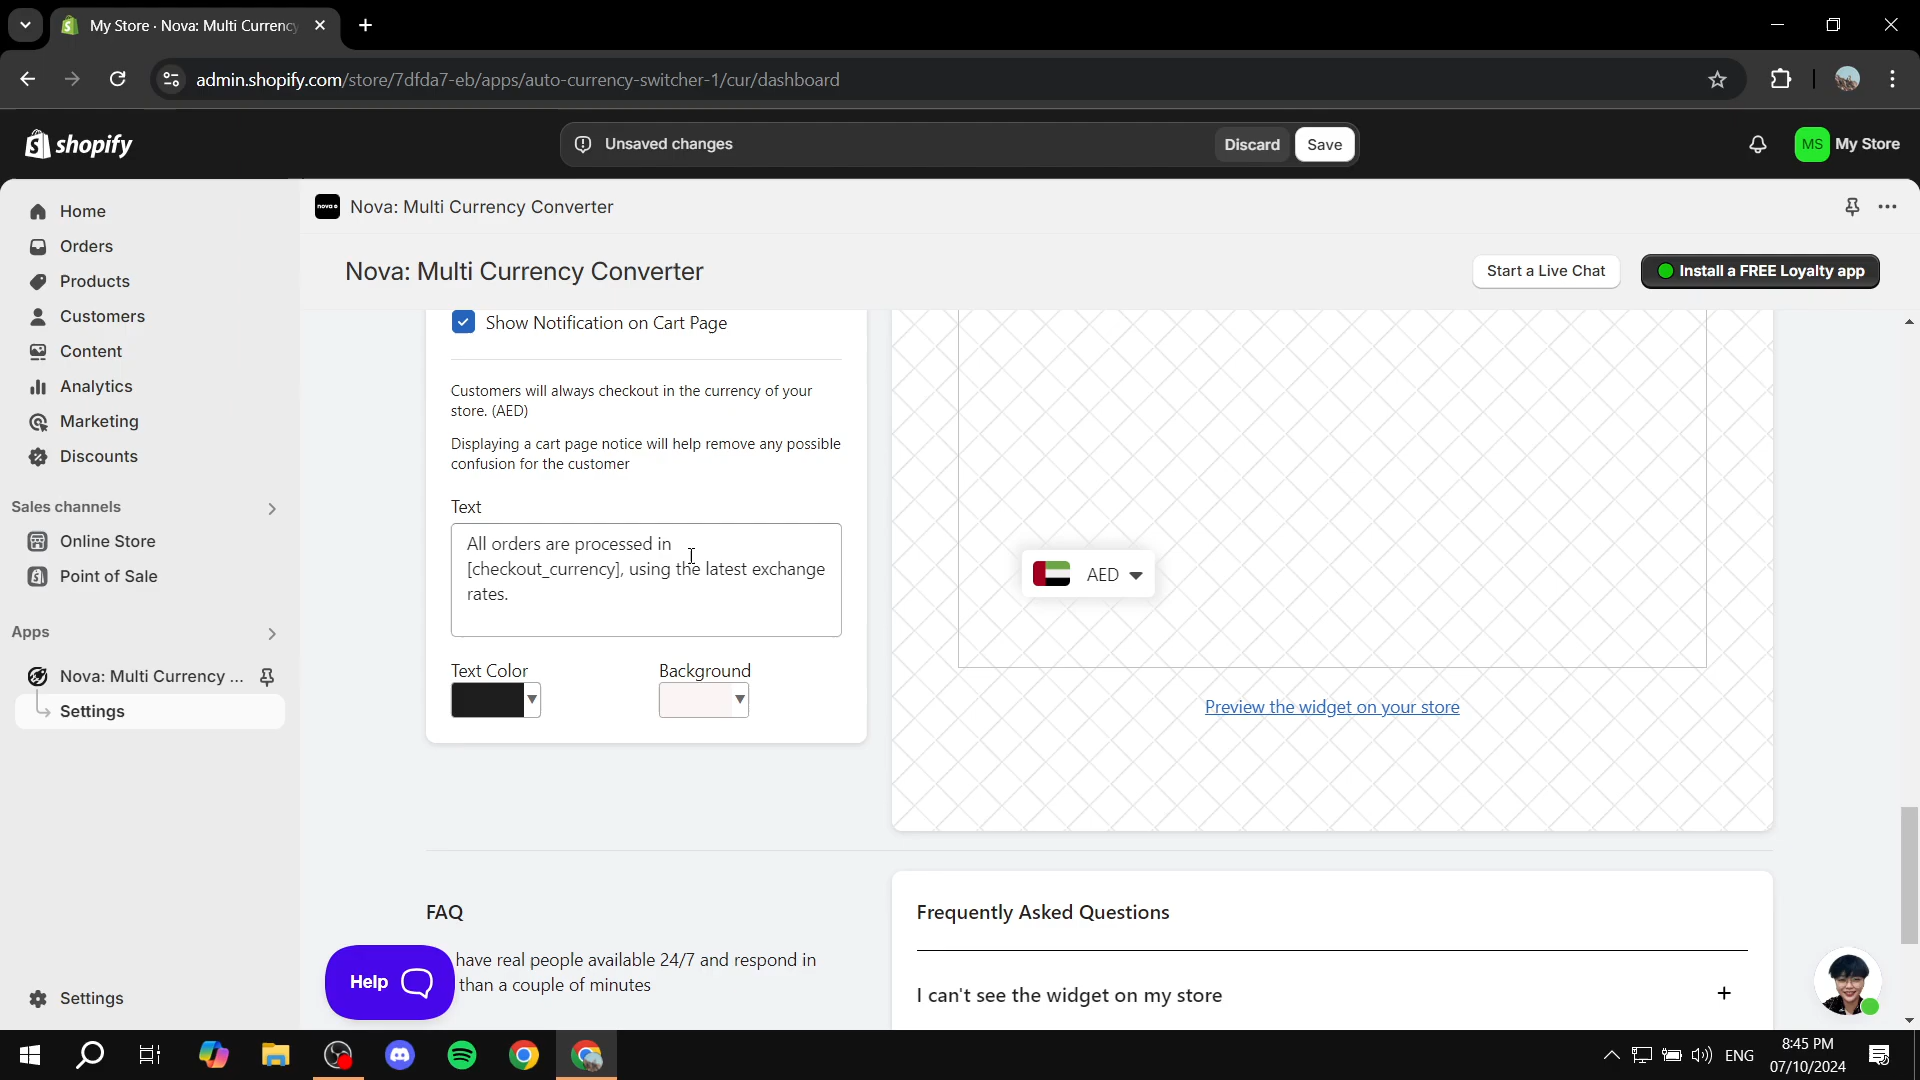 My Store · Nova: Multi Currency
admin.shopify.com/store/7dfda7-eb/apps/auto-currency-switcher-1/cur/dashboard
shopify
Unsaved changes
Discard
Save
MS
My Store
Home
Orders
Products
Customers
Content
Analytics
Marketing
Discounts
Sales channels
Online Store
Point of Sale
Apps
Nova: Multi Currency ...
Settings
Settings
nova
Nova: Multi Currency Converter
Nova: Multi Currency Converter
Start a Live Chat
Install a FREE Loyalty app
Show Notification on Cart Page
Customers will always checkout in the currency of your
store. (AED)
Displaying a cart page notice will help remove any possible
confusion for the customer
Text
All orders are processed in
[checkout_currency], using the latest exchange
rates.
Text Color
Background
AED
Preview the widget on your store
FAQ
have real people available 24/7 and respond in
than a couple of minutes
Help
Frequently Asked Questions
I can't see the widget on my store
ENG
8:45 PM
07/10/2024